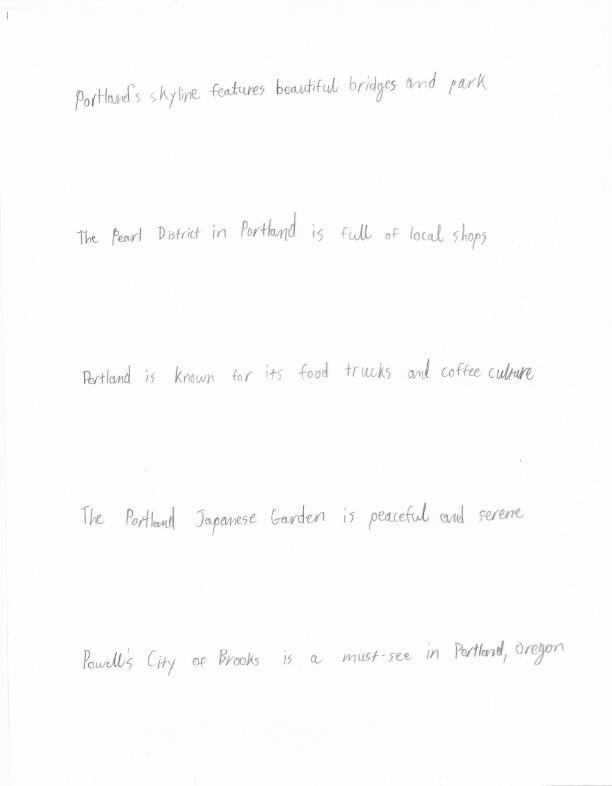 Portland's skyline features beautiful bridges and park
The Pearl District in Portland is full of local shops
Portland is known for its food trucks and coffee culture
The Portland Japanese Garden is peaceful and serene
Powell's City of Brooks is a must-see in Portland, Oregon